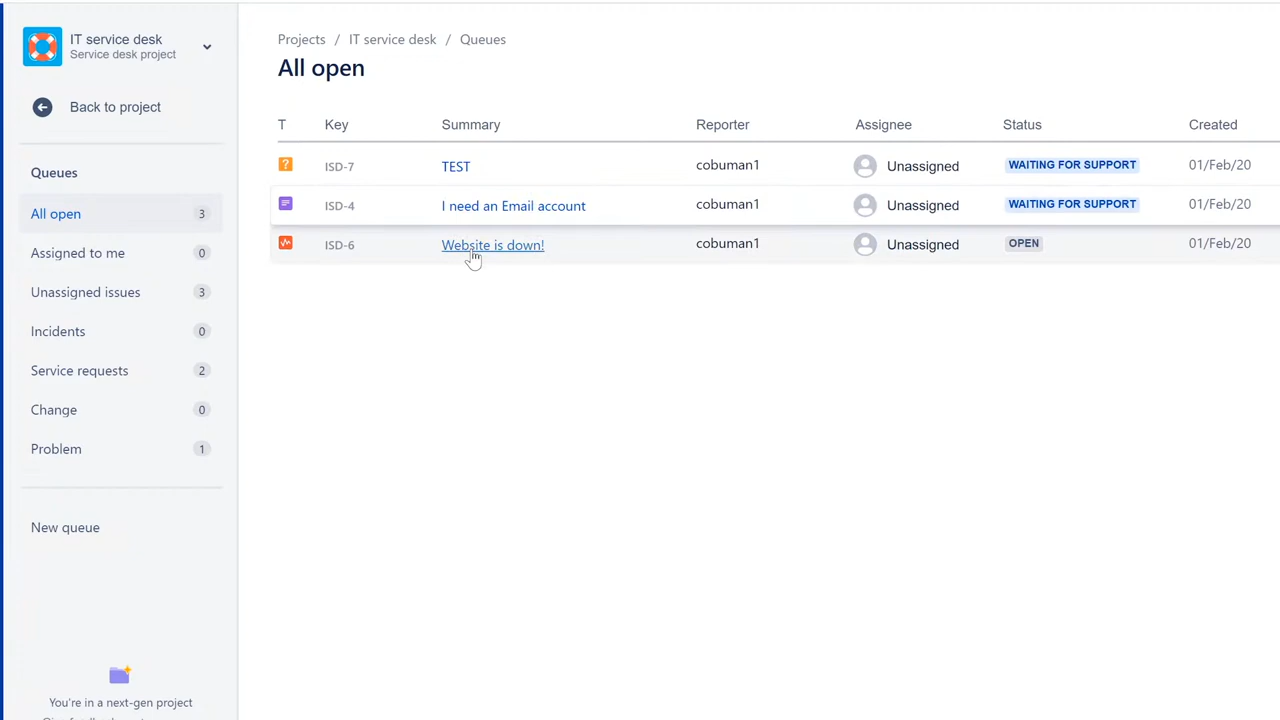 IT service desk
Service desk project
Back to project
Queues
All open 3
Assigned to me 0
Unassigned issues 3
Incidents 0
Service requests 2
Change 0
Problem 1
New queue
You're in a next-gen project
Projects / IT service desk / Queues
All open
T Key Summary Reporter Assignee Status Created
? ISD-7 TEST cobuman1 Unassigned WAITING FOR SUPPORT 01/Feb/20
ISD-4 I need an Email account cobuman1 Unassigned WAITING FOR SUPPORT 01/Feb/20
ISD-6 Website is down! cobuman1 Unassigned OPEN 01/Feb/20